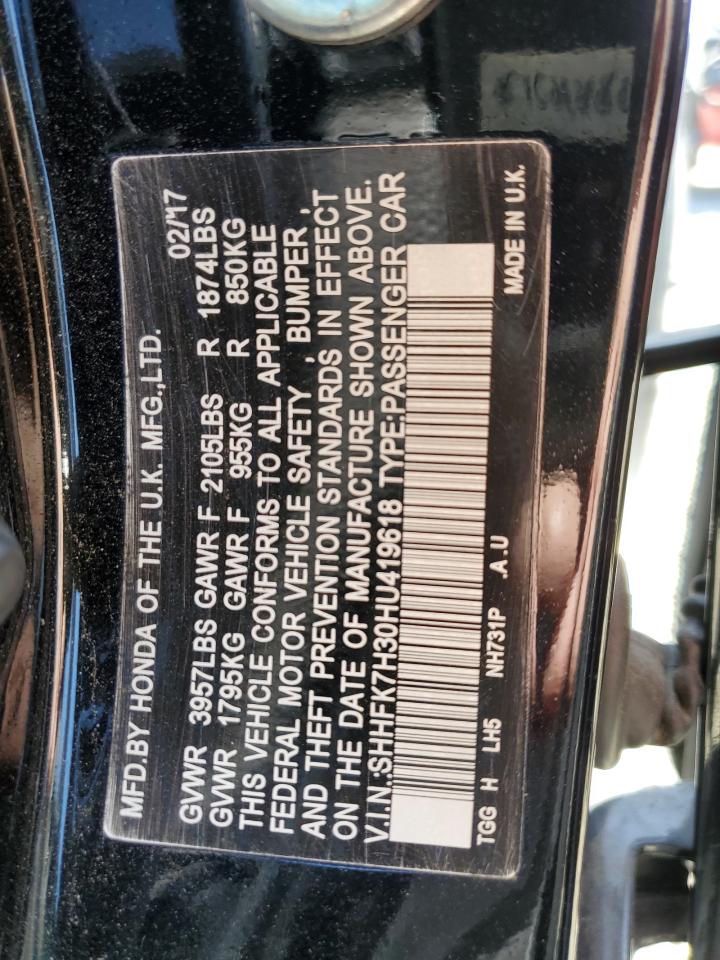 MFD.BY HONDA OF THE U.K. MFG.,LTD.
02/'17
GVWR 3957LBS GAWR F 2105LBS R 1874LBS
GVWR 1795KG GAWR F 955KG R 850KG
THIS VEHICLE CONFORMS TO ALL APPLICABLE
FEDERAL MOTOR VEHICLE SAFETY , BUMPER ,
AND THEFT PREVENTION STANDARDS IN EFFECT
ON THE DATE OF MANUFACTURE SHOWN ABOVE.
V.I.N.:SHHFK7H30HU419618 TYPE:PASSENGER CAR
TGG H LH5 NH731P .A.U MADE IN U.K.